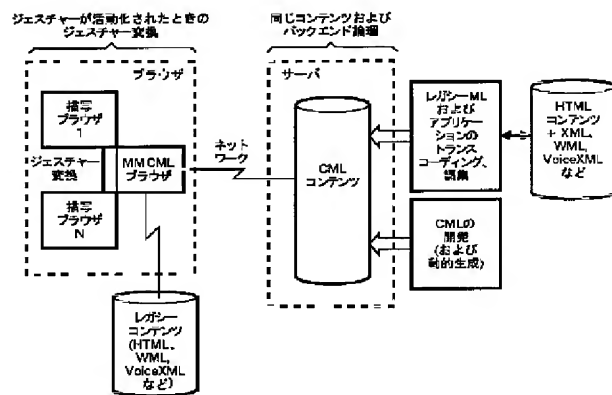 ジェスチャーが活動化されたときの
ジェスチャー変換
同じコンテンツおよび
バックエンド論理
ブラウザ
サーバ
描写
ブラウザ
1
ジェスチャー
変換
MM CML
ブラウザ
描写
ブラウザ
N
ネット
ワーク
CML
コンテンツ
レガシーML
および
アプリケー
ションの
トランス
コーディング、
編集
HTML
コンテンツ
+ XML,
WML,
VoiceXML
など
CMLの
開発
(および
動的生成)
レガシー
コンテンツ
(HTML、
WML,
VoiceXML
など)